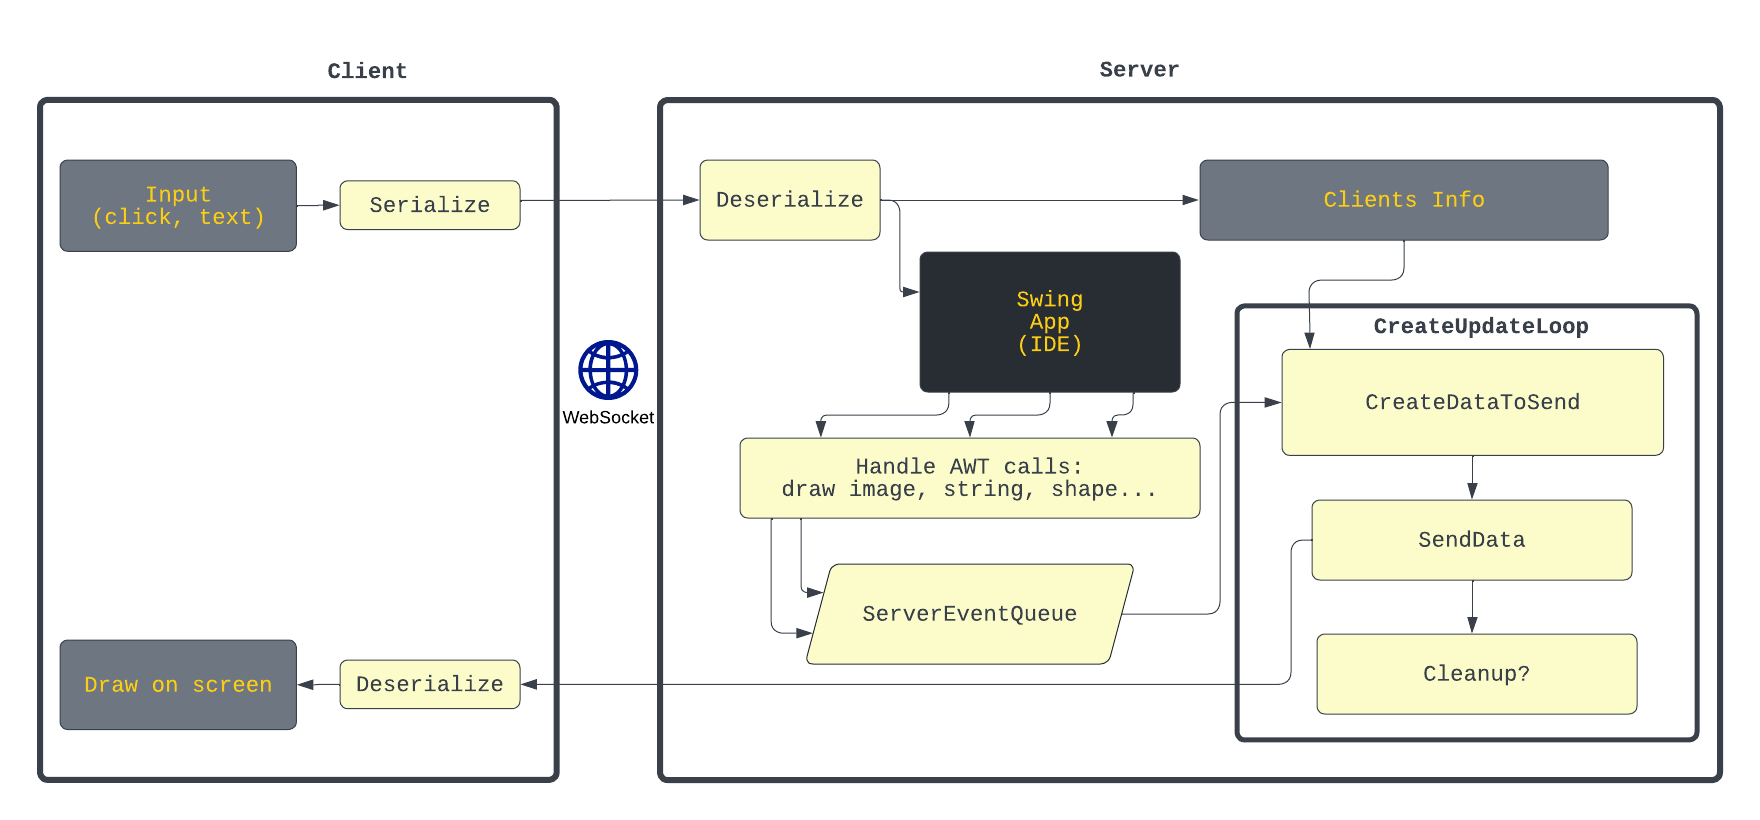 Client
Server
Input
(click, text)
Serialize
Deserialize
Clients Info
Swing
App
(IDE)
CreateUpdateLoop
WebSocket
CreateDataToSend
Handle AWT calls:
draw image, string, shape...
SendData
ServerEventQueue
Cleanup?
Draw on screen
Deserialize